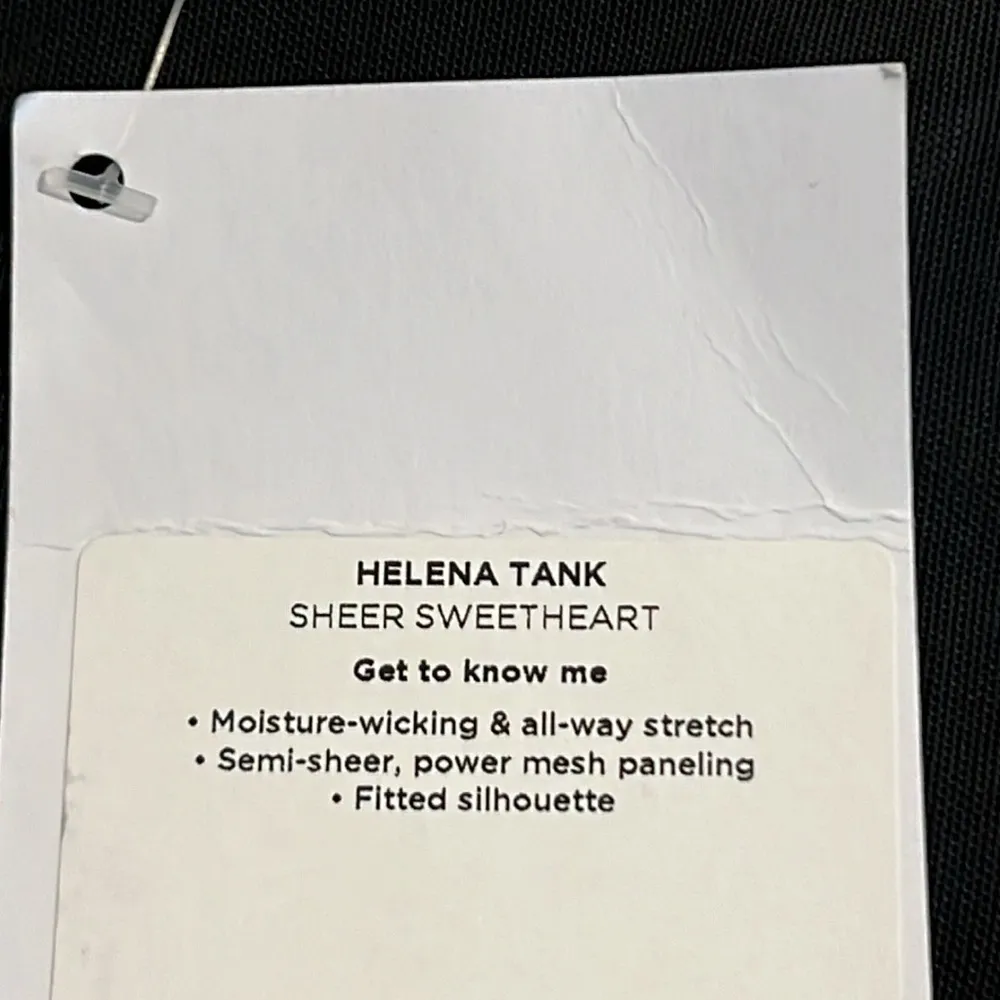 HELENA TANK
SHEER SWEETHEART
Get to know me
• Moisture-wicking & all-way stretch
• Semi-sheer, power mesh paneling
• Fitted silhouette